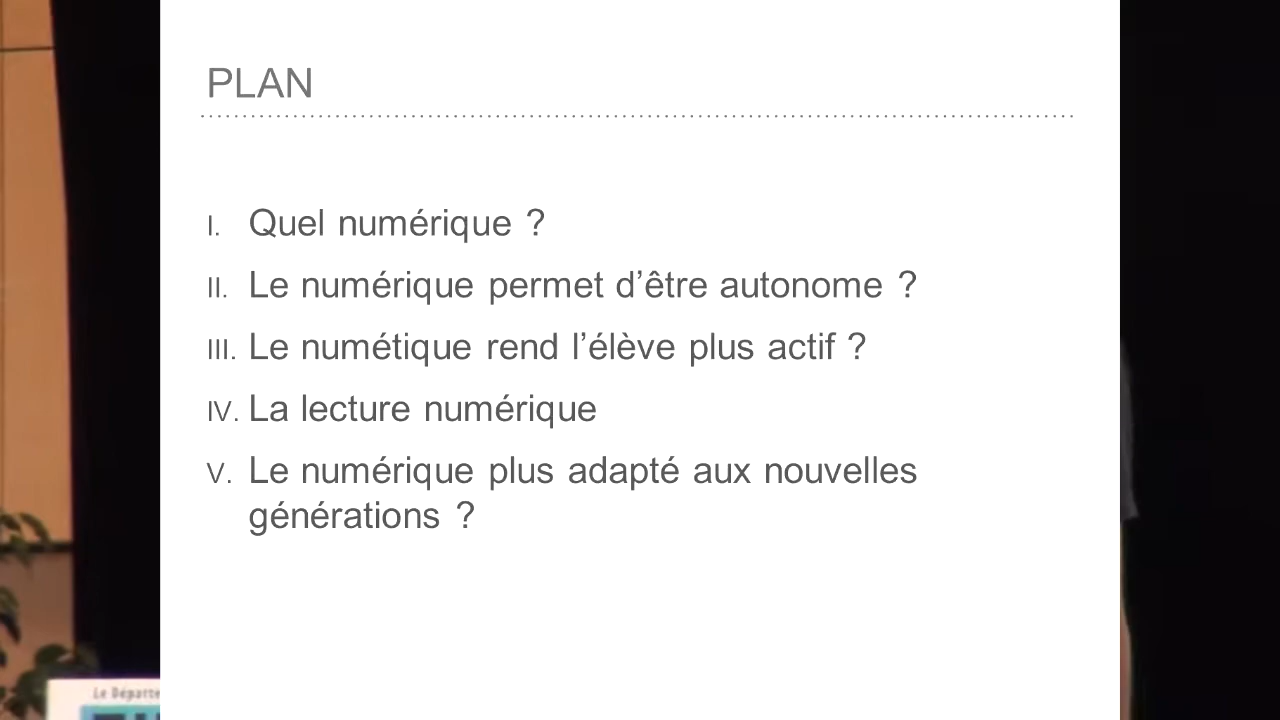 PLAN
I. Quel numérique ?
II. Le numérique permet d’être autonome ?
III. Le numétique rend l’élève plus actif ?
IV. La lecture numérique
V. Le numérique plus adapté aux nouvelles
générations ?
Le